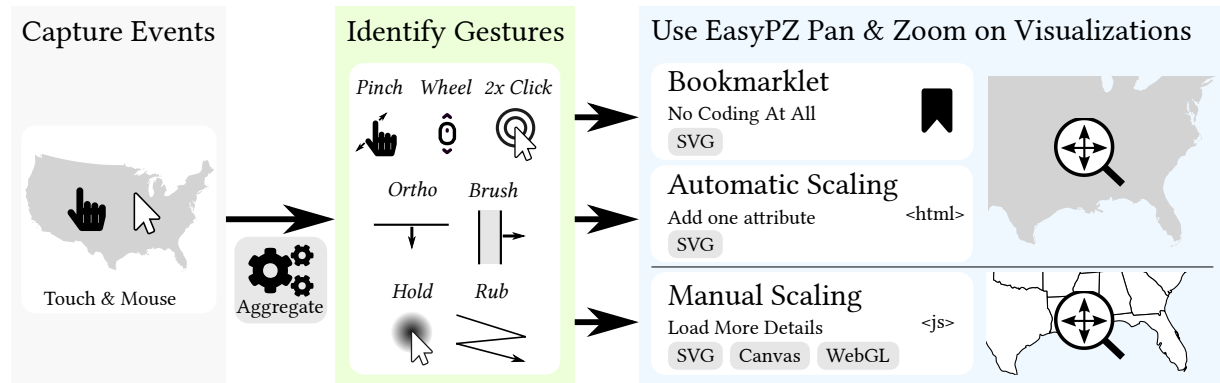 Capture Events
Touch & Mouse
Aggregate
Identify Gestures
Pinch Wheel 2x Click
Ortho Brush
Hold Rub
Use EasyPZ Pan & Zoom on Visualizations
Bookmarklet
No Coding At All
SVG
Automatic Scaling
Add one attribute
<html>
SVG
Manual Scaling
Load More Details
<js>
SVG Canvas WebGL